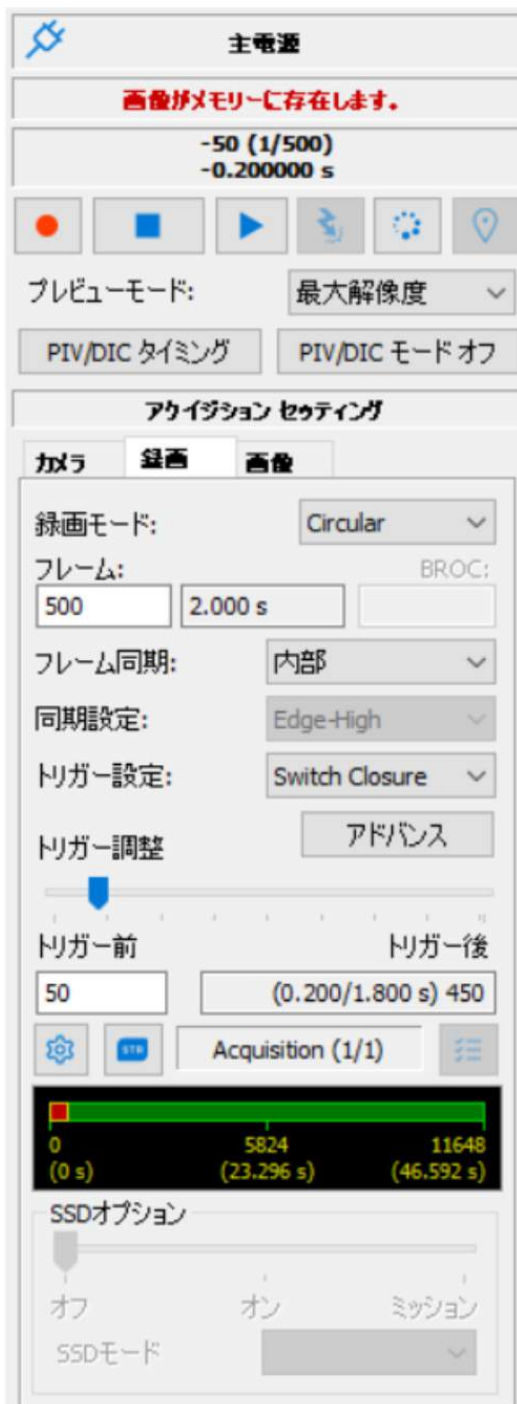 主電源
画像がメモリーに存在します。
-50 (1/500)
-0.200000 s
プレビューモード: 最大解像度
PIV/DIC タイミング PIV/DIC モード オフ
アクイジション セッティング
カメラ 録画 画像
録画モード: Circular
フレーム: BROC:
500 2.000 s
フレーム同期: 内部
同期設定: Edge-High
トリガー設定: Switch Closure
トリガー調整 アドバンス
トリガー前 トリガー後
50 (0.200/1.800 s) 450
STR Acquisition (1/1)
0 5824 11648
(0 s) (23.296 s) (46.592 s)
SSDオプション
オフ オン ミッション
SSDモード